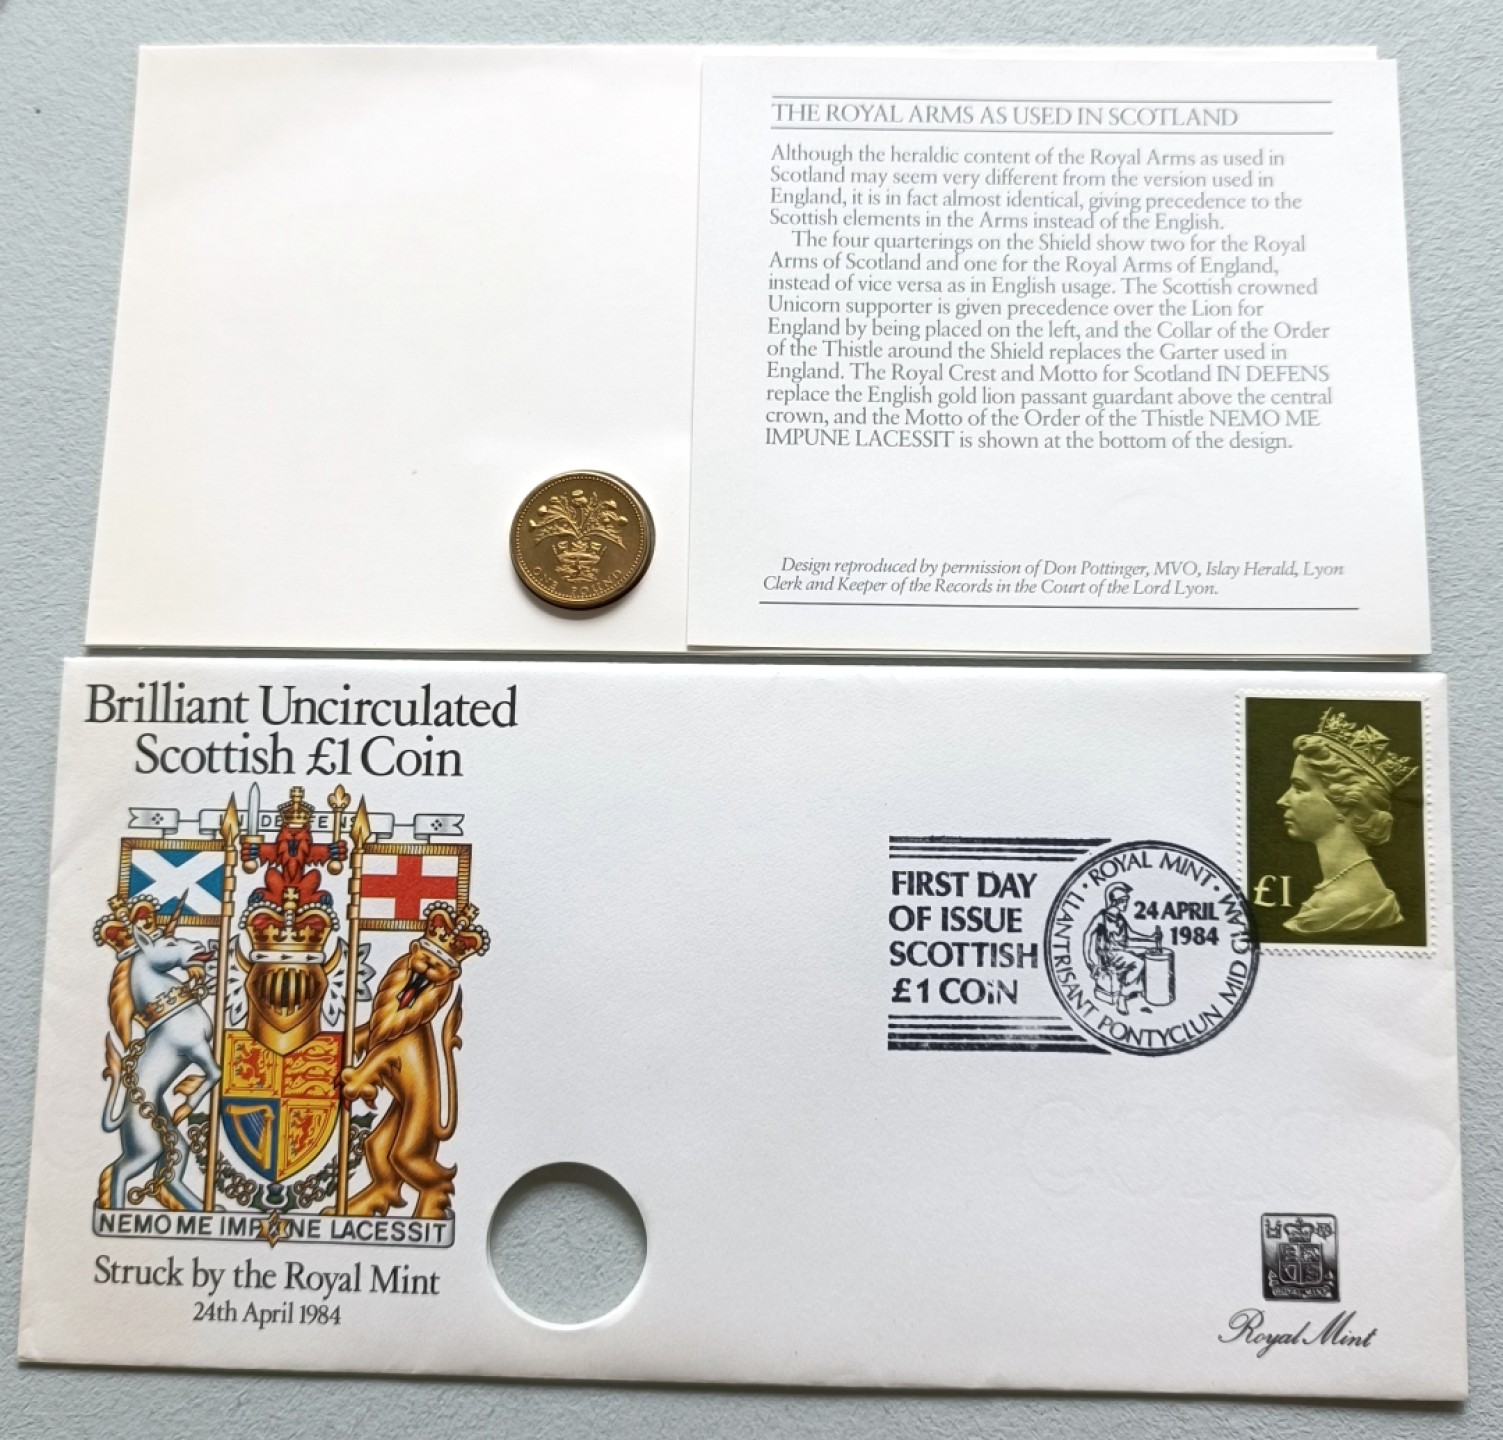 THE ROYAL ARMS AS USED IN SCOTLAND
Although the heraldic content of the Royal Arms as used in
Scotland may seem very different from the version used in
England, it is in fact almost identical, giving precedence to the
Scottish elements in the Arms instead of the English.
The four quarterings on the Shield show two for the Royal
Arms of Scotland and one for the Royal Arms of England,
instead of vice versa as in English usage. The Scottish crowned
Unicorn supporter is given precedence over the Lion for
England by being placed on the left, and the Collar of the Order
of the Thistle around the Shield replaces the Garter used in
England. The Royal Crest and Motto for Scotland IN DEFENS
replace the English gold lion passant guardant above the central
crown, and the Motto of the Order of the Thistle NEMO ME
IMPUNE LACESSIT is shown at the bottom of the design.
Design reproduced by permission of Don Pottinger, MVO, Islay Herald, Lyon
Clerk and Keeper of the Records in the Court of the Lord Lyon.
ONE POUND
Brilliant Uncirculated
Scottish £1 Coin
IN DEFENS
NEMO ME IMPUNE LACESSIT
Struck by the Royal Mint
24th April 1984
FIRST DAY
OF ISSUE
SCOTTISH
£1 COIN
· ROYAL MINT ·
LLANTRISANT PONTYCLUN MID GLAM
24 APRIL
1984
£1
Royal Mint